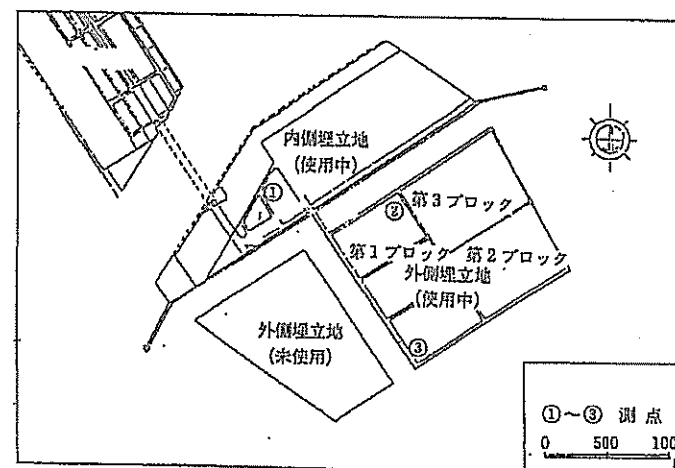 内側埋立地
(使用中)
①
②
第3ブロック
第1ブロック 第2ブロック
外側埋立地
(使用中)
外側埋立地
(未使用)
③
①～③ 測点
0 500 100